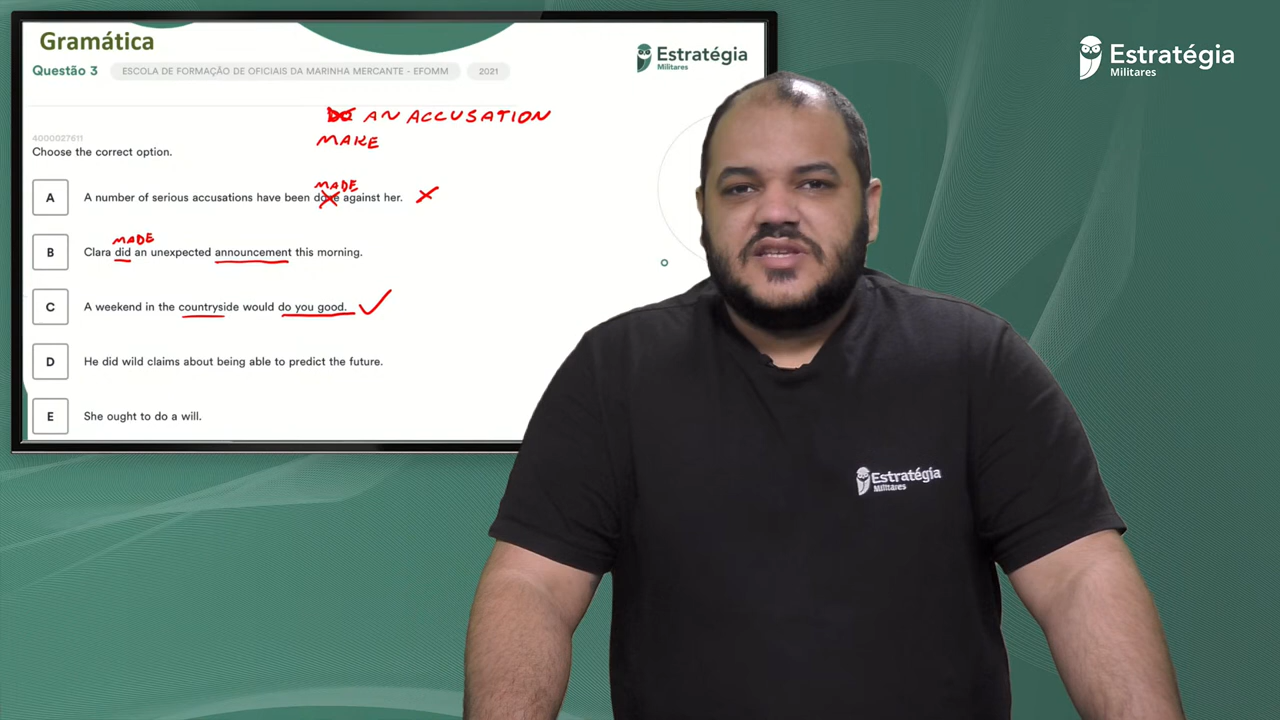 Gramática
Estratégia
Militares
Estratégia
Militares
Questão 3
ESCOLA DE FORMAÇÃO DE OFICIAIS DA MARINHA MERCANTE - EFOMM
2021
DO AN ACCUSATION
MAKE
4000027611
Choose the correct option.
MADE
A A number of serious accusations have been done against her.
MADE
B Clara did an unexpected announcement this morning.
C A weekend in the countryside would do you good.
D He did wild claims about being able to predict the future.
E She ought to do a will.
Estratégia
Militares